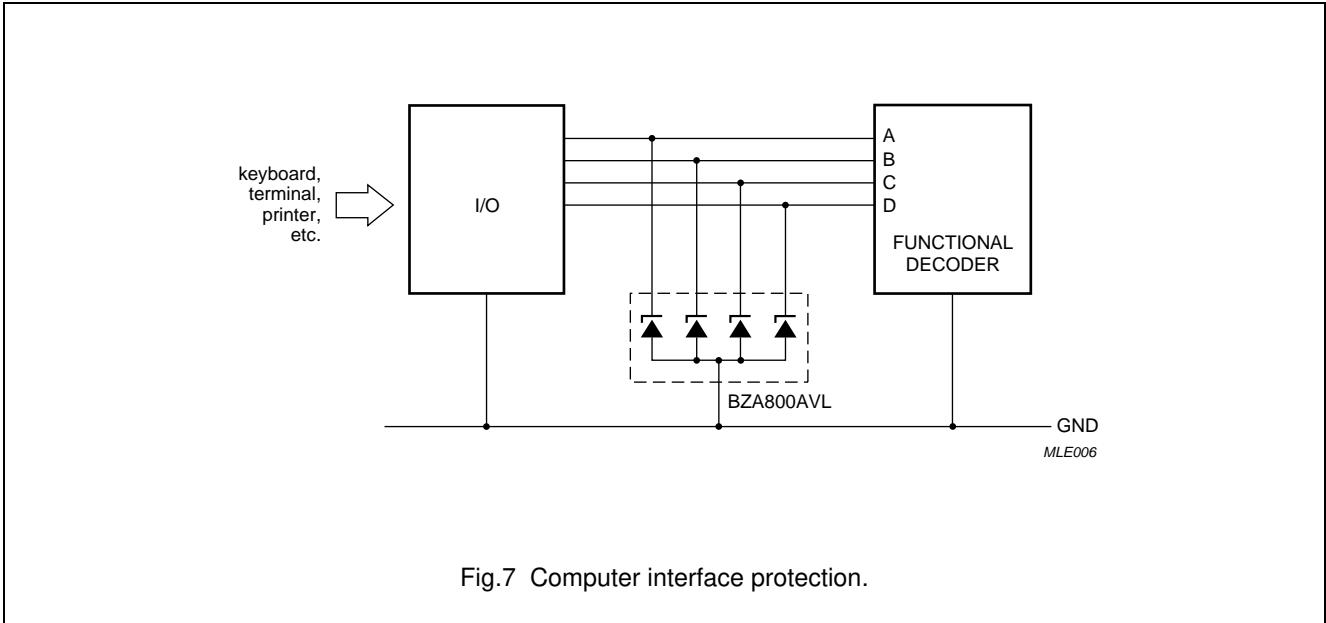 keyboard,
terminal,
printer,
etc.
I/O
A
B
C
D
FUNCTIONAL
DECODER
BZA800AVL
GND
MLE006
Fig.7 Computer interface protection.